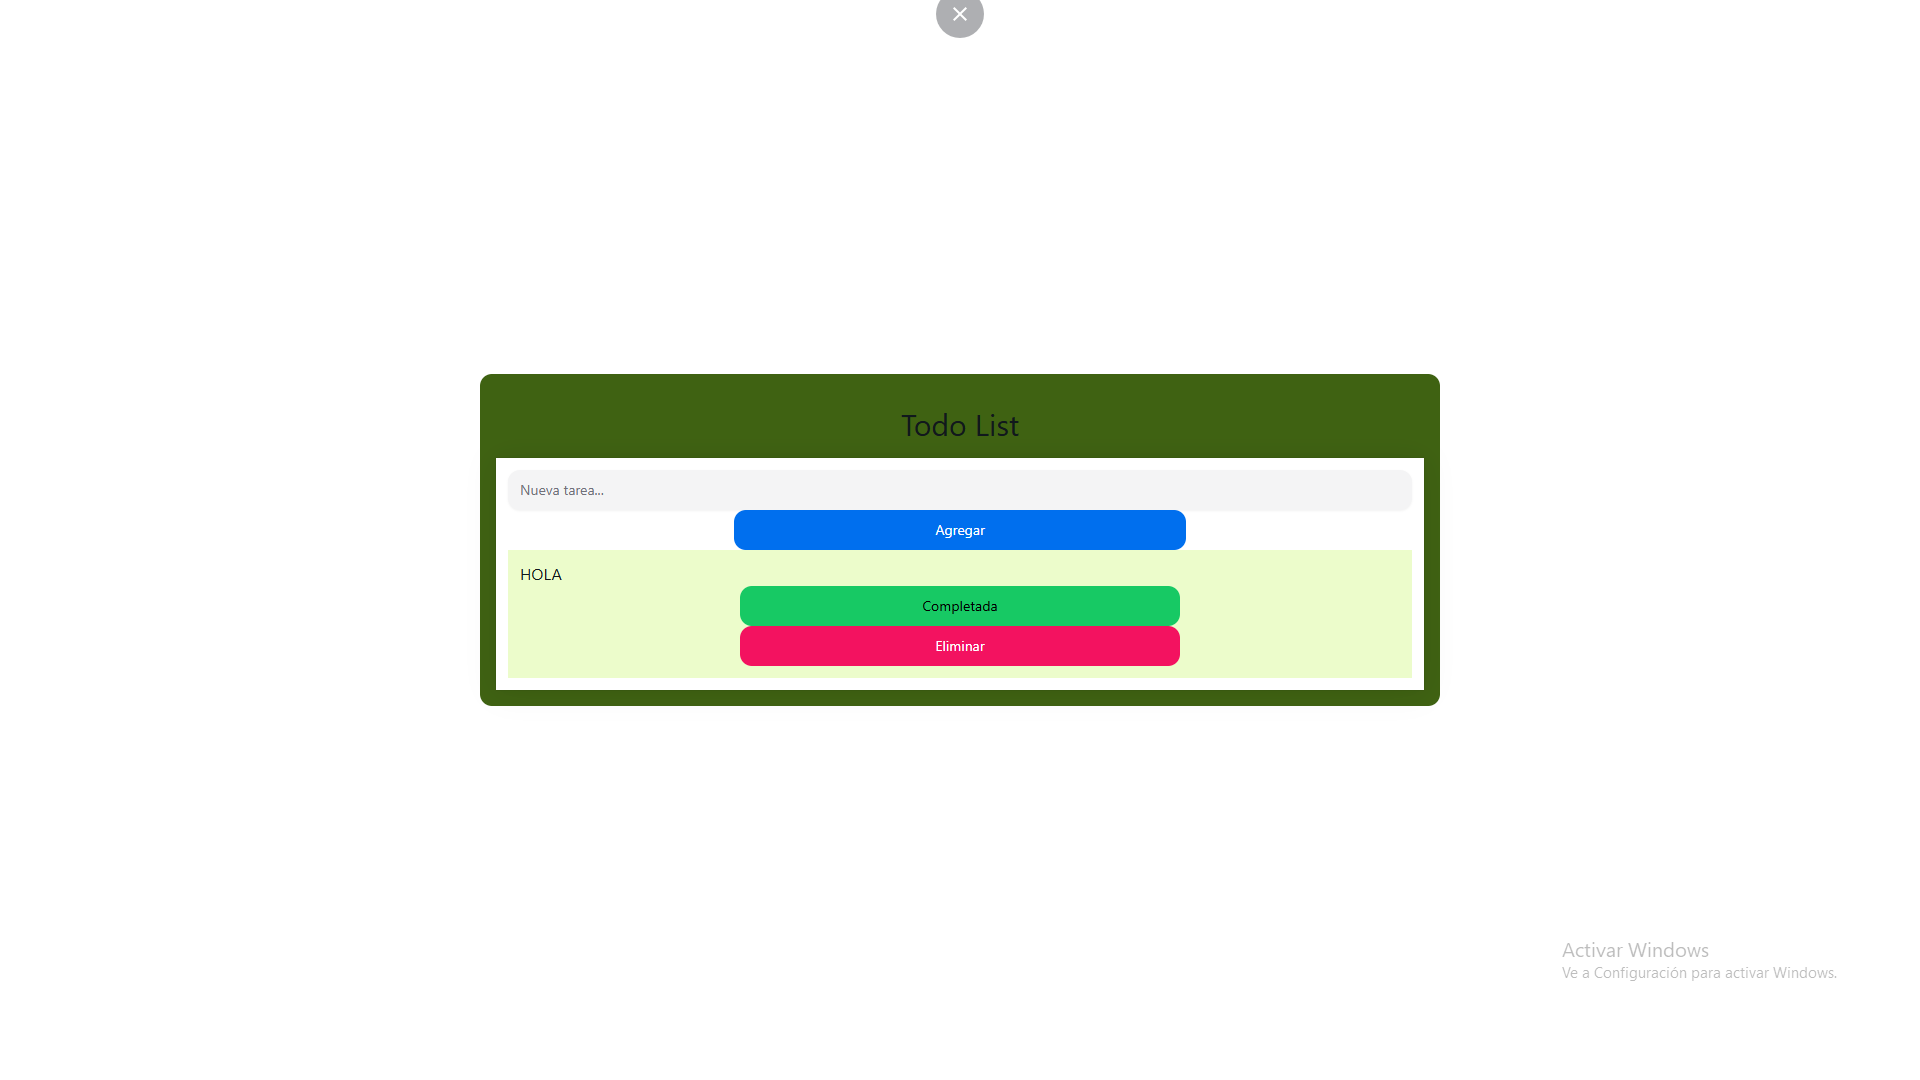 Todo List
Nueva tarea...
Agregar
HOLA
Completada
Eliminar
Activar Windows
Ve a Configuración para activar Windows.